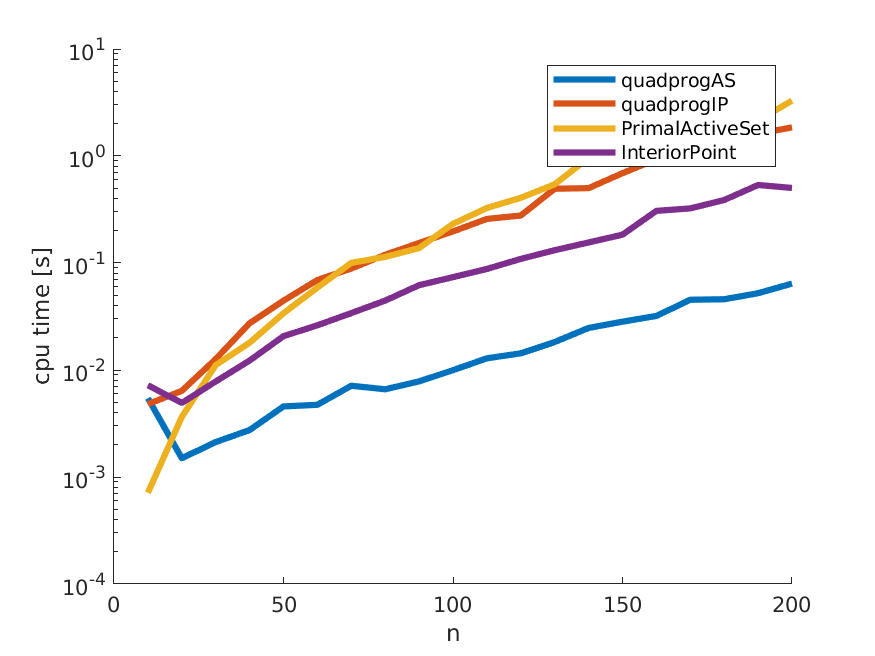 10^1
10^0
10^-1
10^-2
10^-3
10^-4
cpu time [s]
quadprogAS
quadprogIP
PrimalActiveSet
InteriorPoint
0 50 100 150 200
n